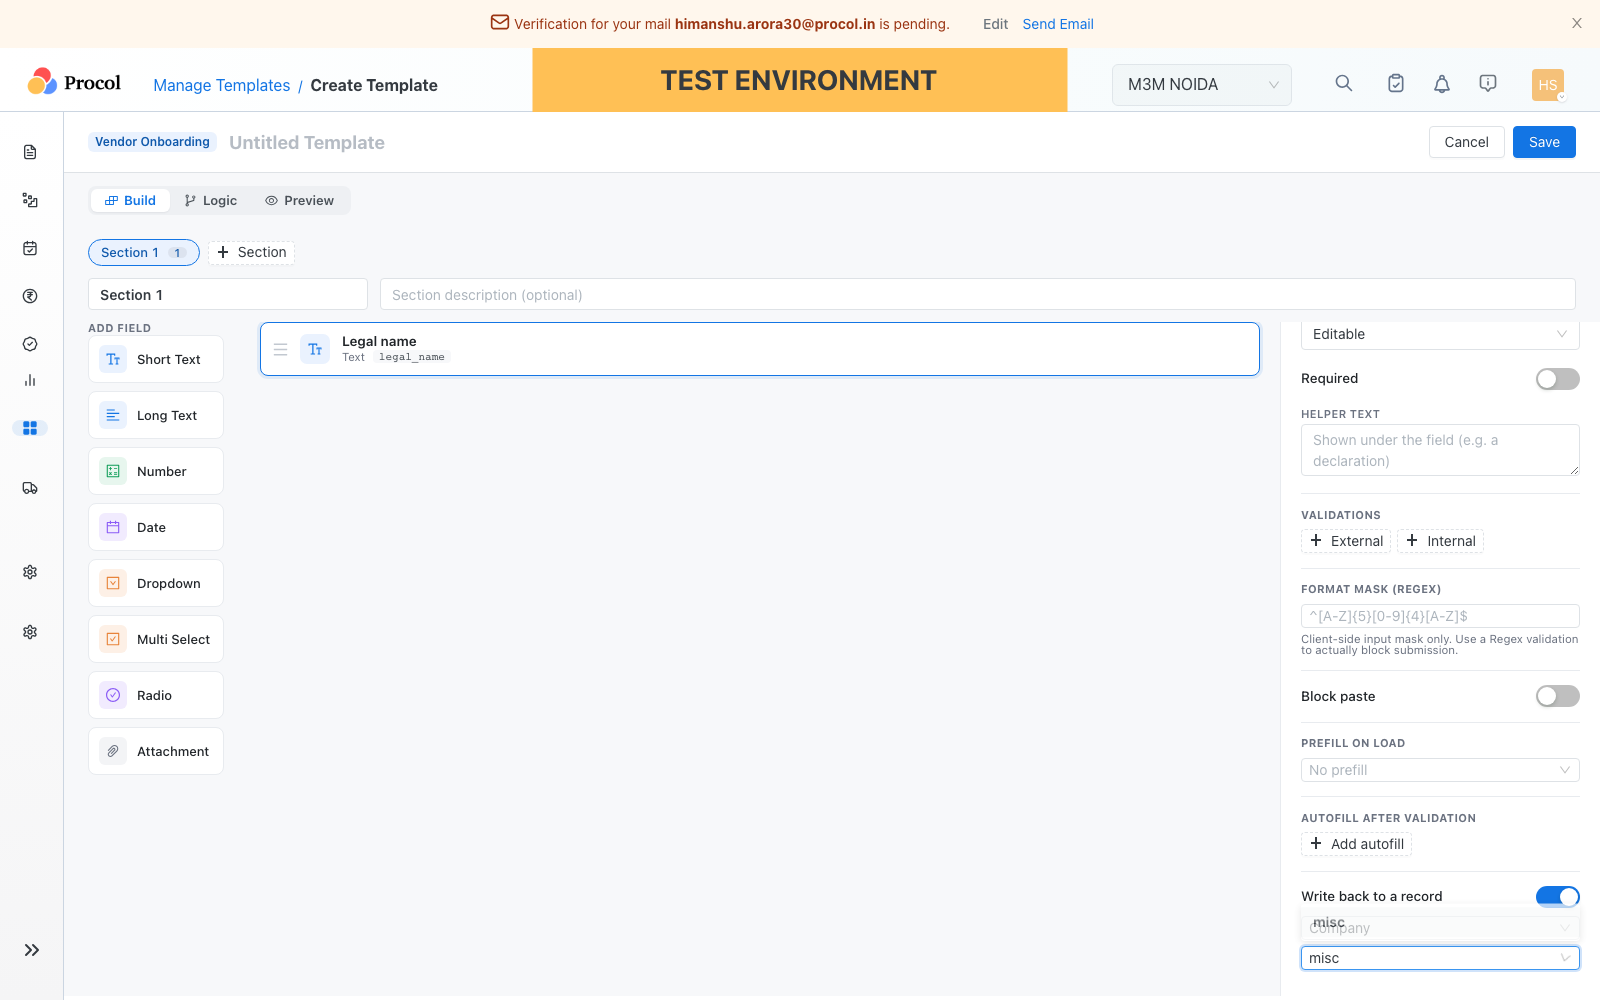 Verification for your mail himanshu.arora30@procol.in is pending. Edit Send Email
Procol
Manage Templates / Create Template
TEST ENVIRONMENT
M3M NOIDA
HS
Vendor Onboarding
Untitled Template
Cancel
Save
Build
Logic
Preview
Section 1 1
+ Section
Section 1
Section description (optional)
ADD FIELD
Short Text
Long Text
Number
Date
Dropdown
Multi Select
Radio
Attachment
Legal name
Text legal_name
Editable
Required
HELPER TEXT
Shown under the field (e.g. a
declaration)
VALIDATIONS
+ External
+ Internal
FORMAT MASK (REGEX)
^[A-Z]{5}[0-9]{4}[A-Z]$
Client-side input mask only. Use a Regex validation
to actually block submission.
Block paste
PREFILL ON LOAD
No prefill
AUTOFILL AFTER VALIDATION
+ Add autofill
Write back to a record
misc
Company
misc